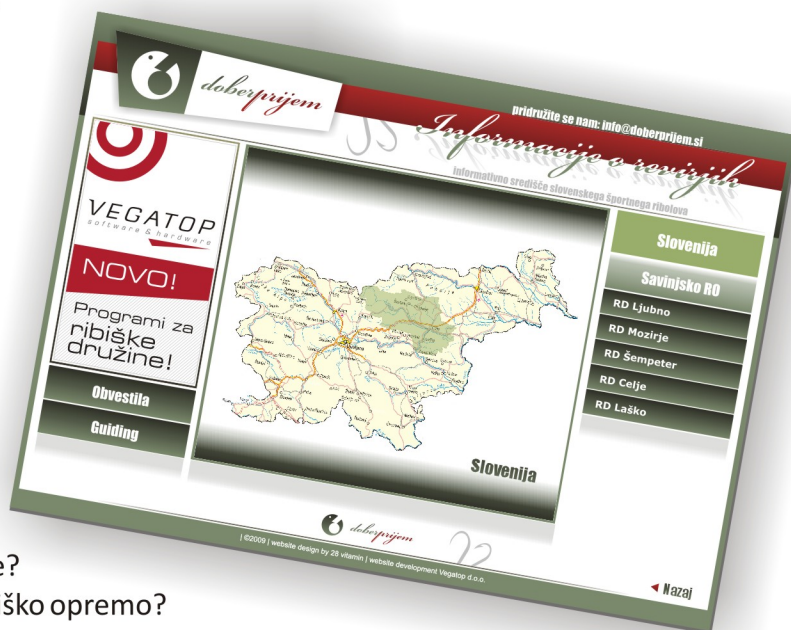 doberprijem
pridružite se nam: info@doberprijem.si
Informacije o revirjih
informativno središče slovenskega športnega ribolova
VEGATOP
software & hardware
NOVO!
Programi za
ribiške
družine!
Obvestila
Guiding
Slovenija
Slovenija
Savinjsko RO
RD Ljubno
RD Mozirje
RD Šempeter
RD Celje
RD Laško
doberprijem
| ©2009 | website design by 28 vitamin | website development Vegatop d.o.o.
Nazaj
e?
iško opremo?